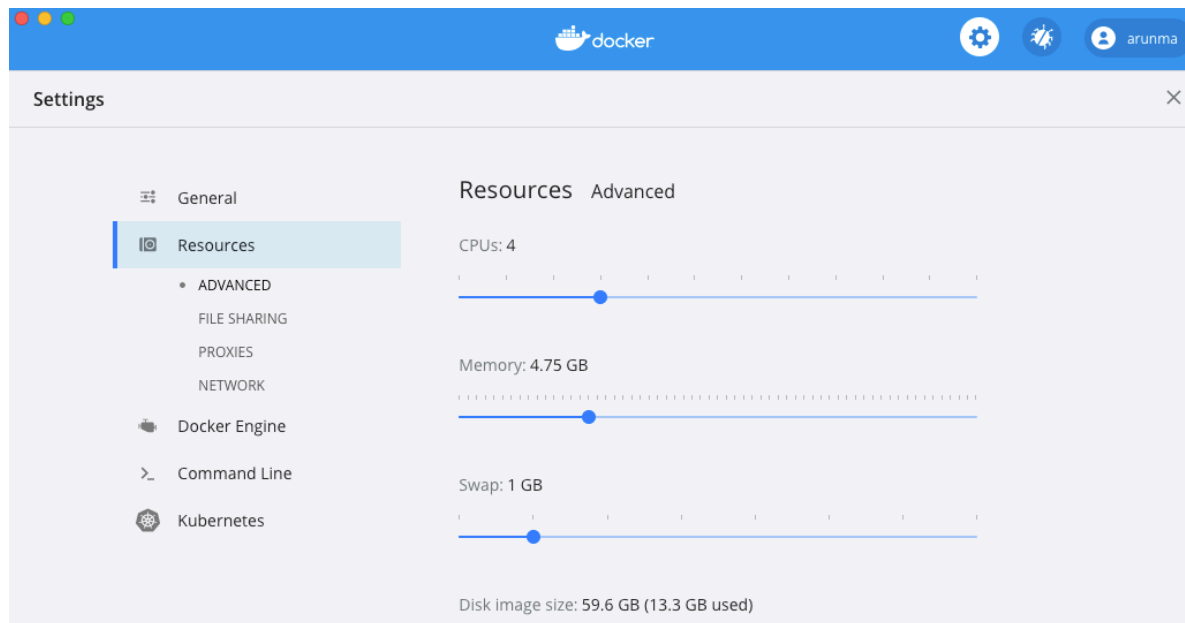 docker
arunma
Settings
General
Resources
ADVANCED
FILE SHARING
PROXIES
NETWORK
Docker Engine
Command Line
Kubernetes
Resources Advanced
CPUs: 4
Memory: 4.75 GB
Swap: 1 GB
Disk image size: 59.6 GB (13.3 GB used)